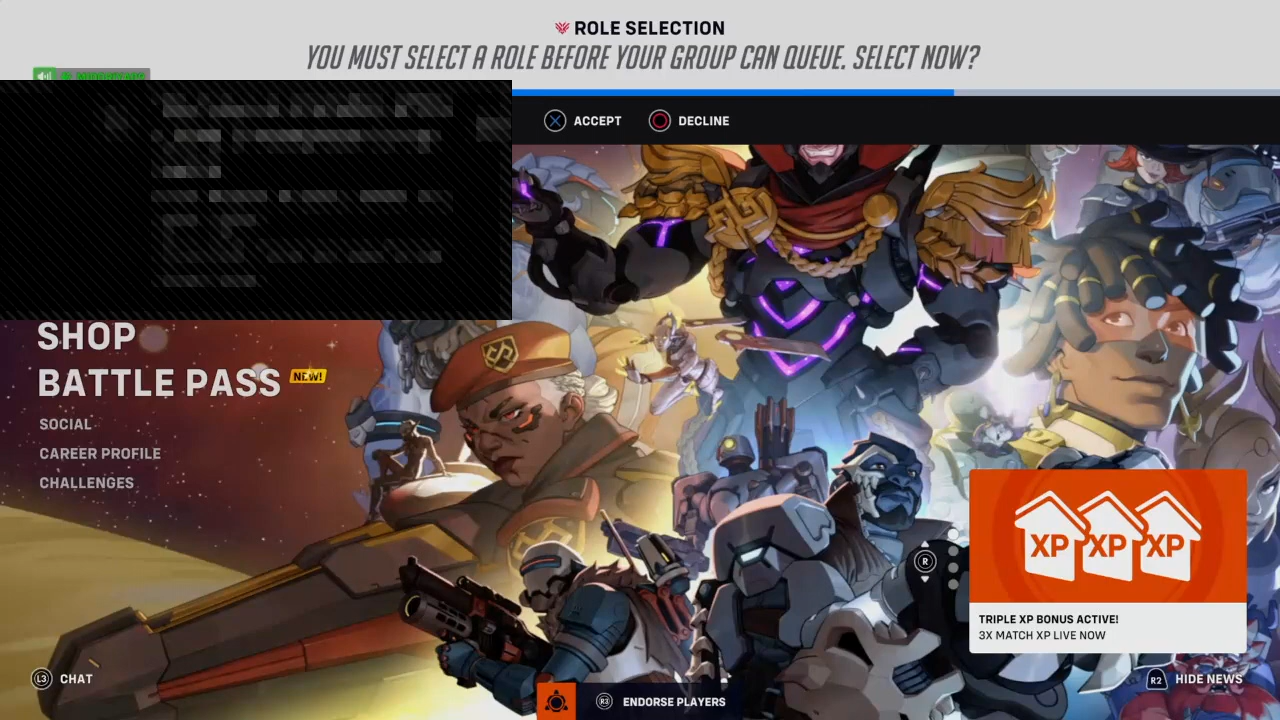 ROLE SELECTION
YOU MUST SELECT A ROLE BEFORE YOUR GROUP CAN QUEUE. SELECT NOW?
ACCEPT
DECLINE
SHOP
BATTLE PASS NEW!
SOCIAL
CAREER PROFILE
CHALLENGES
R
XP XP XP
TRIPLE XP BONUS ACTIVE!
3X MATCH XP LIVE NOW
L3 CHAT
R3 ENDORSE PLAYERS
R2 HIDE NEWS